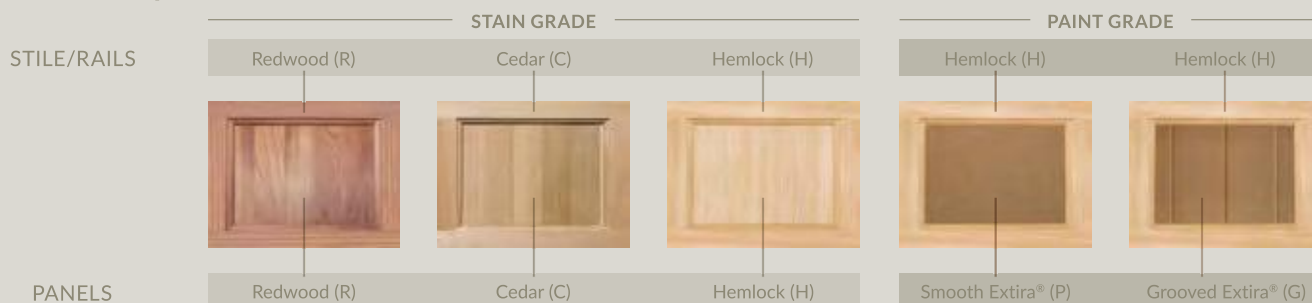 STAIN GRADE PAINT GRADE
STILE/RAILS Redwood (R) Cedar (C) Hemlock (H) Hemlock (H) Hemlock (H)
PANELS Redwood (R) Cedar (C) Hemlock (H) Smooth Extira® (P) Grooved Extira® (G)